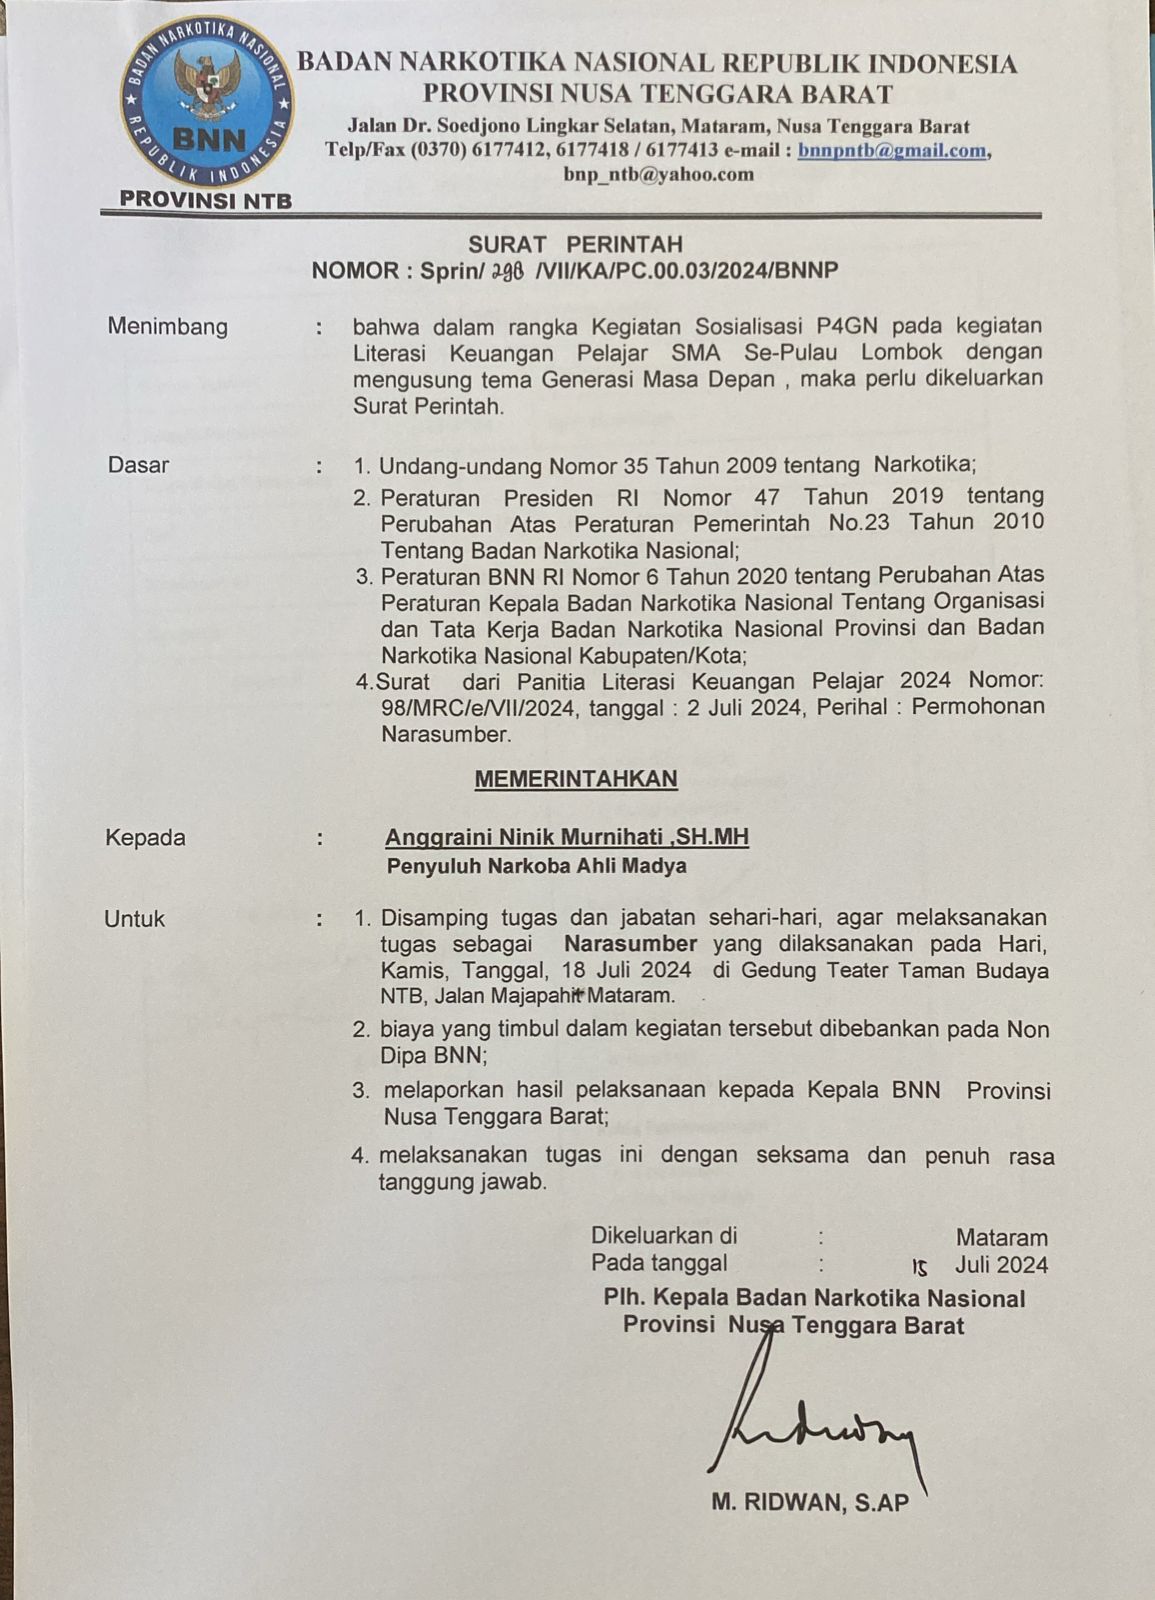 BADAN NARKOTIKA NASIONAL
REPUBLIK INDONESIA
BNN
PROVINSI NTB
BADAN NARKOTIKA NASIONAL REPUBLIK INDONESIA
PROVINSI NUSA TENGGARA BARAT
Jalan Dr. Soedjono Lingkar Selatan, Mataram, Nusa Tenggara Barat
Telp/Fax (0370) 6177412, 6177418 / 6177413 e-mail : bnnpntb@gmail.com,
bnp_ntb@yahoo.com
SURAT PERINTAH
NOMOR : Sprin/ 298 /VII/KA/PC.00.03/2024/BNNP
Menimbang : bahwa dalam rangka Kegiatan Sosialisasi P4GN pada kegiatan
Literasi Keuangan Pelajar SMA Se-Pulau Lombok dengan
mengusung tema Generasi Masa Depan , maka perlu dikeluarkan
Surat Perintah.
Dasar : 1. Undang-undang Nomor 35 Tahun 2009 tentang Narkotika;
2. Peraturan Presiden RI Nomor 47 Tahun 2019 tentang
Perubahan Atas Peraturan Pemerintah No.23 Tahun 2010
Tentang Badan Narkotika Nasional;
3. Peraturan BNN RI Nomor 6 Tahun 2020 tentang Perubahan Atas
Peraturan Kepala Badan Narkotika Nasional Tentang Organisasi
dan Tata Kerja Badan Narkotika Nasional Provinsi dan Badan
Narkotika Nasional Kabupaten/Kota;
4.Surat dari Panitia Literasi Keuangan Pelajar 2024 Nomor:
98/MRC/e/VII/2024, tanggal : 2 Juli 2024, Perihal : Permohonan
Narasumber.
MEMERINTAHKAN
Kepada : Anggraini Ninik Murnihati ,SH.MH
Penyuluh Narkoba Ahli Madya
Untuk : 1. Disamping tugas dan jabatan sehari-hari, agar melaksanakan
tugas sebagai Narasumber yang dilaksanakan pada Hari,
Kamis, Tanggal, 18 Juli 2024 di Gedung Teater Taman Budaya
NTB, Jalan Majapahit Mataram.
2. biaya yang timbul dalam kegiatan tersebut dibebankan pada Non
Dipa BNN;
3. melaporkan hasil pelaksanaan kepada Kepala BNN Provinsi
Nusa Tenggara Barat;
4. melaksanakan tugas ini dengan seksama dan penuh rasa
tanggung jawab.
Dikeluarkan di : Mataram
Pada tanggal : 15 Juli 2024
Plh. Kepala Badan Narkotika Nasional
Provinsi Nusa Tenggara Barat
M. RIDWAN, S.AP